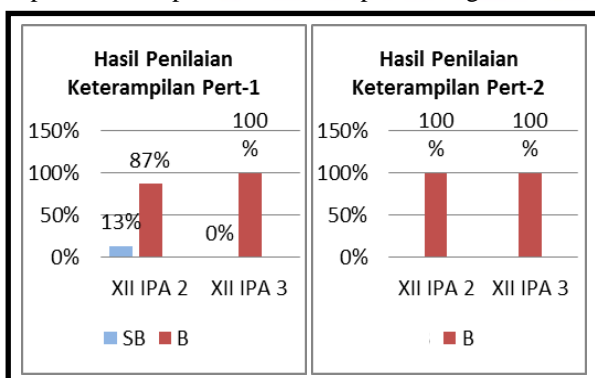 Hasil Penilaian
Keterampilan Pert-1
150%
100%
50%
0%
13%
87%
0%
100
%
XII IPA 2 XII IPA 3
SB B
Hasil Penilaian
Keterampilan Pert-2
150%
100%
50%
0%
100
%
100
%
XII IPA 2 XII IPA 3
B